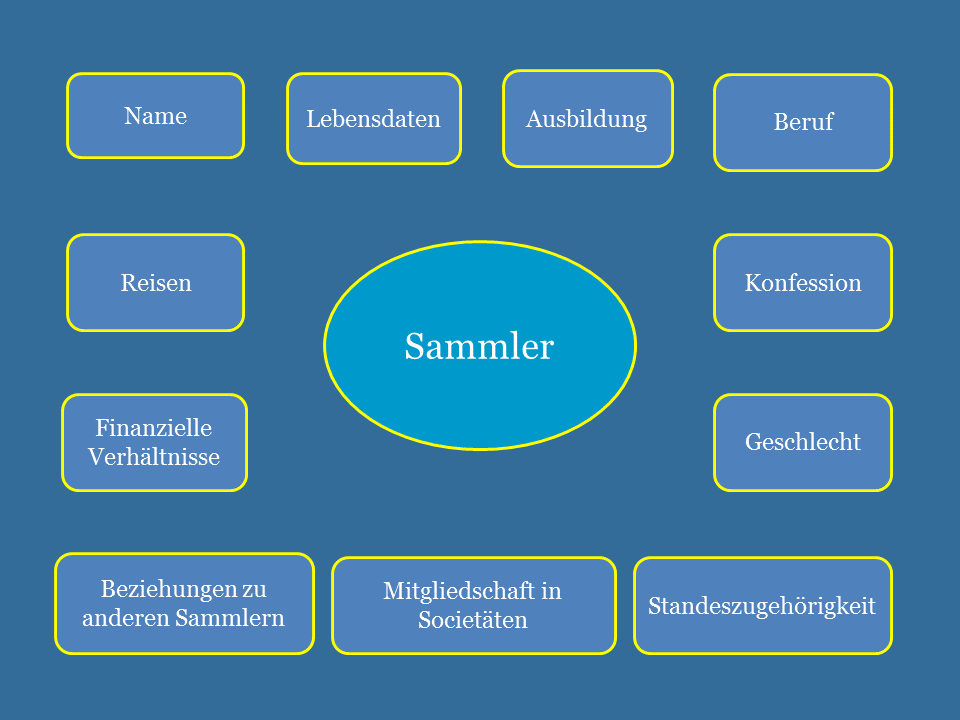 Name
Lebensdaten
Ausbildung
Beruf
Reisen
Konfession
Sammler
Finanzielle
Verhältnisse
Geschlecht
Beziehungen zu
anderen Sammlern
Mitgliedschaft in
Societäten
Standeszugehörigkeit